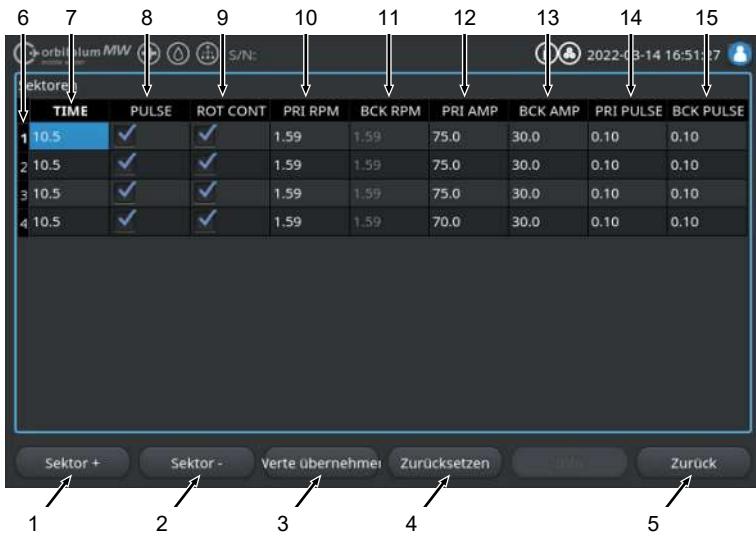 6 7 8 9 10 11 12 13 14 15
orbitalum MW S/N: 2022-03-14 16:51:27
mobile welder
Sektoren
TIME PULSE ROT CONT PRI RPM BCK RPM PRI AMP BCK AMP PRI PULSE BCK PULSE
1 10.5 1.59 1.59 75.0 30.0 0.10 0.10
2 10.5 1.59 1.59 75.0 30.0 0.10 0.10
3 10.5 1.59 1.59 75.0 30.0 0.10 0.10
4 10.5 1.59 1.59 70.0 30.0 0.10 0.10
Sektor + Sektor - Verte übernehmer Zurücksetzen Info Zurück
1 2 3 4 5